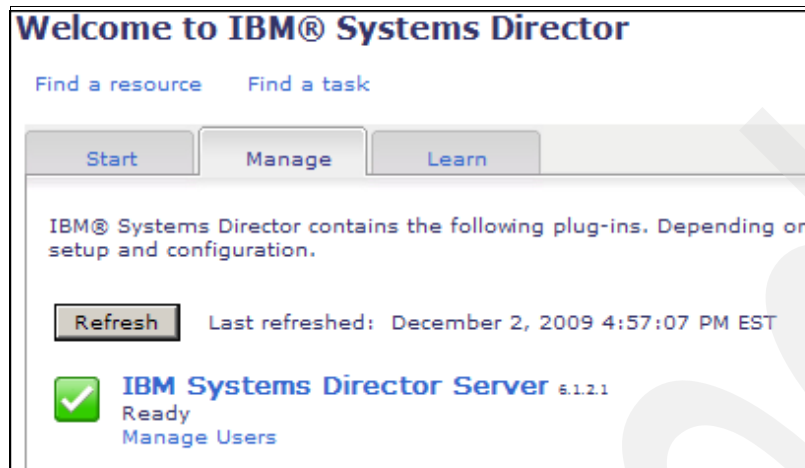 Welcome to IBM® Systems Director
Find a resource Find a task
Start Manage Learn
IBM® Systems Director contains the following plug-ins. Depending or
setup and configuration.
Refresh Last refreshed: December 2, 2009 4:57:07 PM EST
IBM Systems Director Server 6.1.2.1
Ready
Manage Users